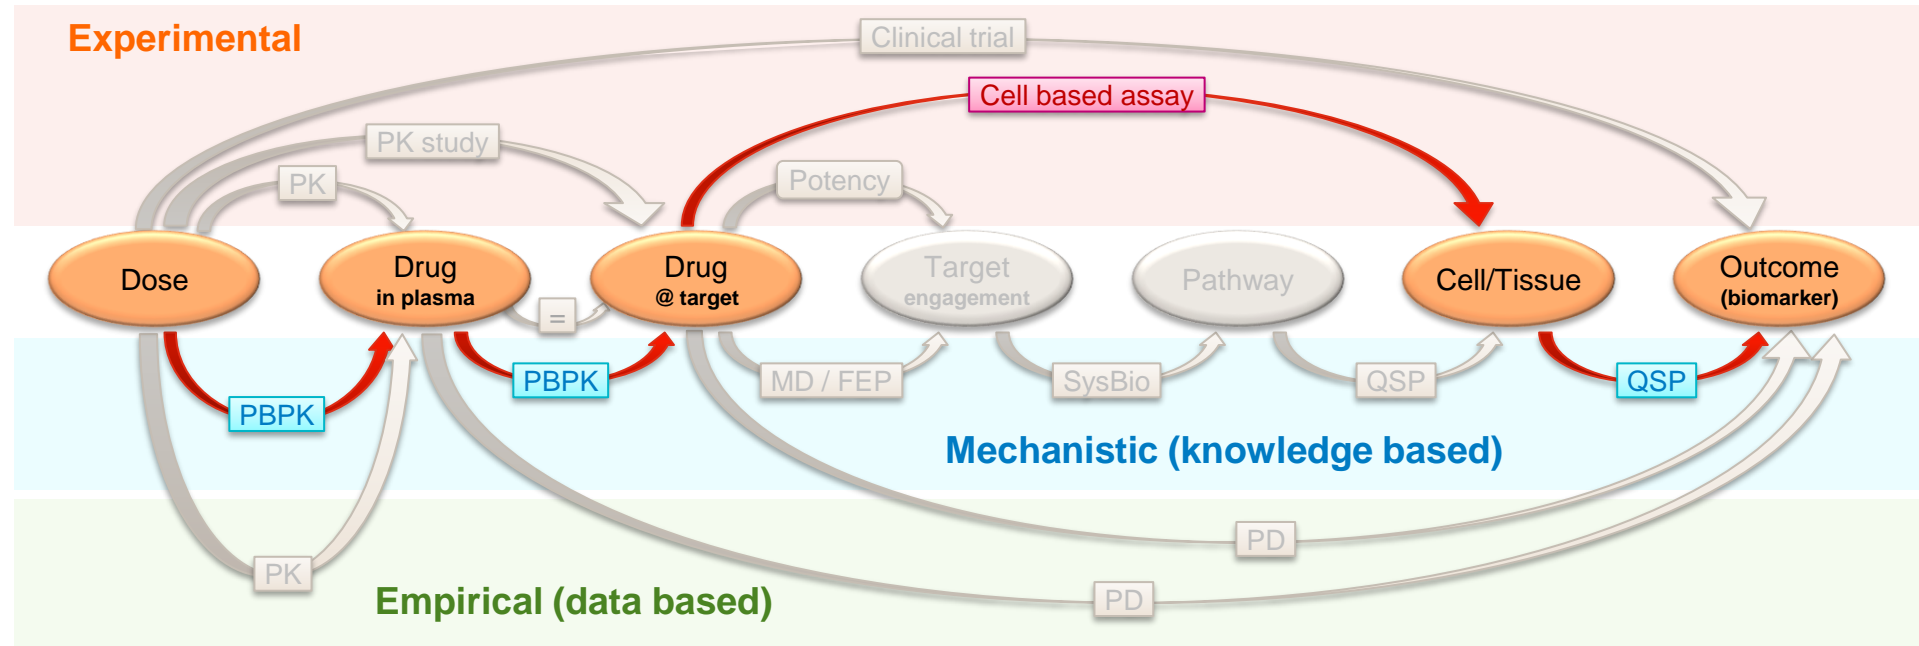 Experimental
Clinical trial
Cell based assay
PK study
PK
Potency
Dose
Drug
in plasma
=
Drug
@ target
Target
engagement
Pathway
Cell/Tissue
Outcome
(biomarker)
PBPK
PBPK
MD / FEP
SysBio
QSP
QSP
Mechanistic (knowledge based)
PD
PK
PD
Empirical (data based)